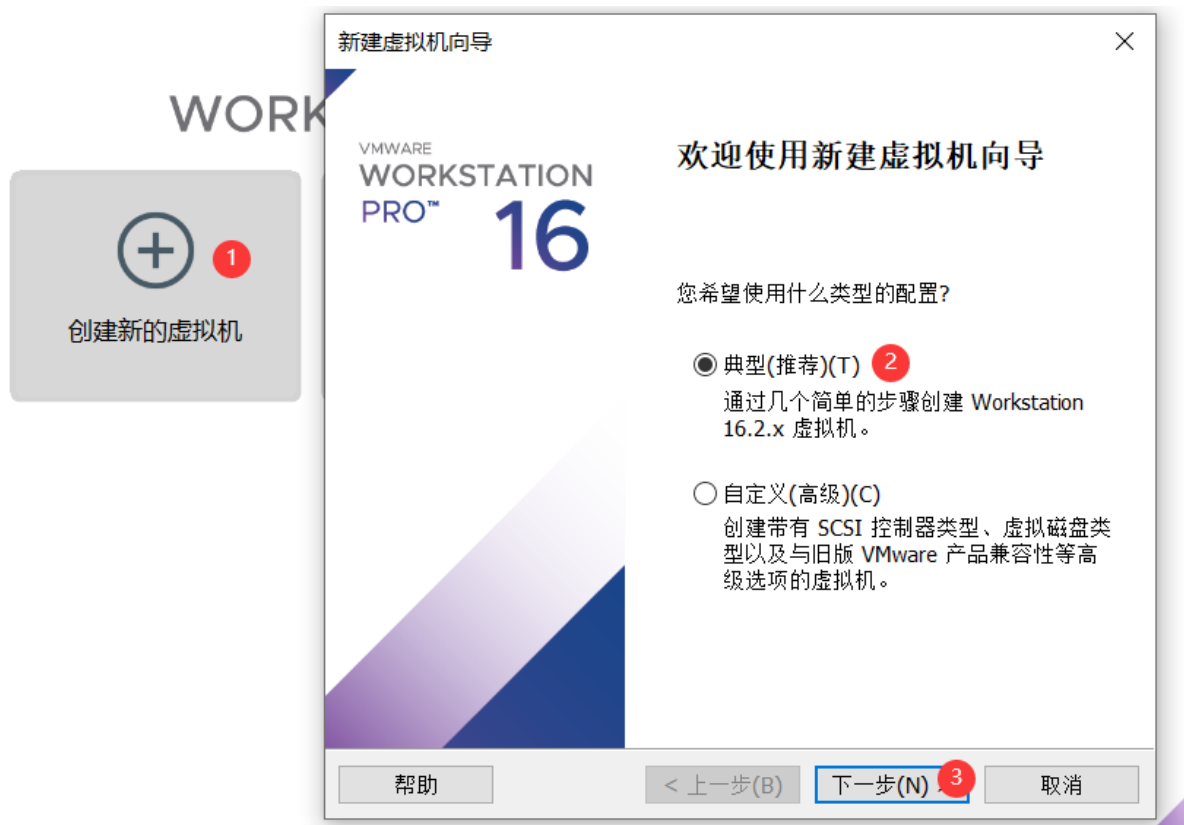 新建虚拟机向导
WORK
VMWARE
WORKSTATION
PRO™ 16
欢迎使用新建虚拟机向导
1
创建新的虚拟机
您希望使用什么类型的配置?
典型(推荐)(T) 2
通过几个简单的步骤创建 Workstation
16.2.x 虚拟机。
自定义(高级)(C)
创建带有 SCSI 控制器类型、虚拟磁盘类
型以及与旧版 VMware 产品兼容性等高
级选项的虚拟机。
帮助
< 上一步(B)
下一步(N) 3
取消